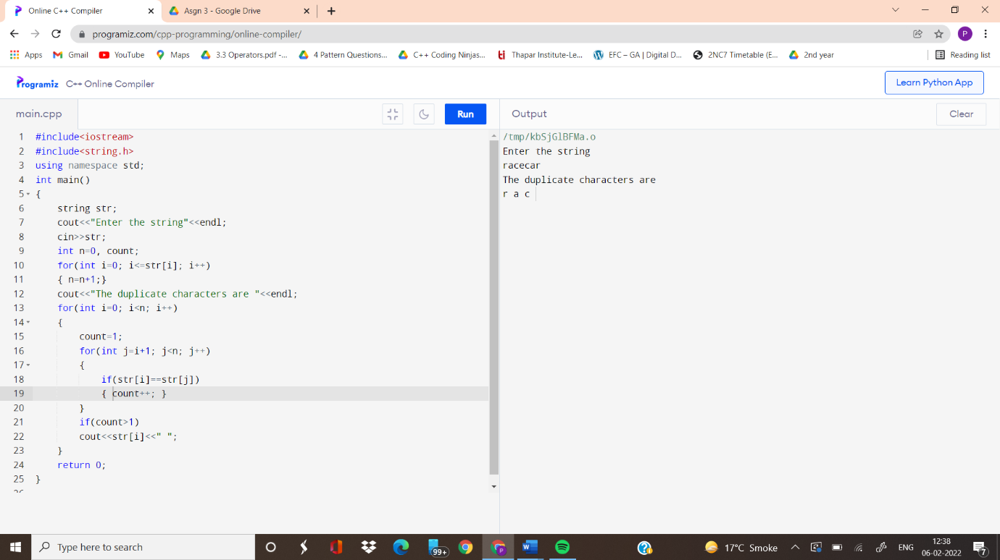 Online C++ Compiler
Asgn 3 - Google Drive
programiz.com/cpp-programming/online-compiler/
P
Apps Gmail YouTube Maps 3.3 Operators.pdf -... 4 Pattern Questions... C++ Coding Ninjas... Thapar Institute-Le... EFC – GA | Digital D... 2NC7 Timetable (E... 2nd year Reading list
Programiz C++ Online Compiler Learn Python App
main.cpp Run Output Clear
1 #include<iostream>
2 #include<string.h>
3 using namespace std;
4 int main()
5 {
6 string str;
7 cout<<"Enter the string"<<endl;
8 cin>>str;
9 int n=0, count;
10 for(int i=0; i<=str[i]; i++)
11 { n=n+1;}
12 cout<<"The duplicate characters are "<<endl;
13 for(int i=0; i<n; i++)
14 {
15 count=1;
16 for(int j=i+1; j<n; j++)
17 {
18 if(str[i]==str[j])
19 { count++; }
20 }
21 if(count>1)
22 cout<<str[i]<<" ";
23 }
24 return 0;
25 }
/tmp/kbSjGlBFMa.o
Enter the string
racecar
The duplicate characters are
r a c
Type here to search
99+
P
W
17°C Smoke
ENG
12:38
06-02-2022
7